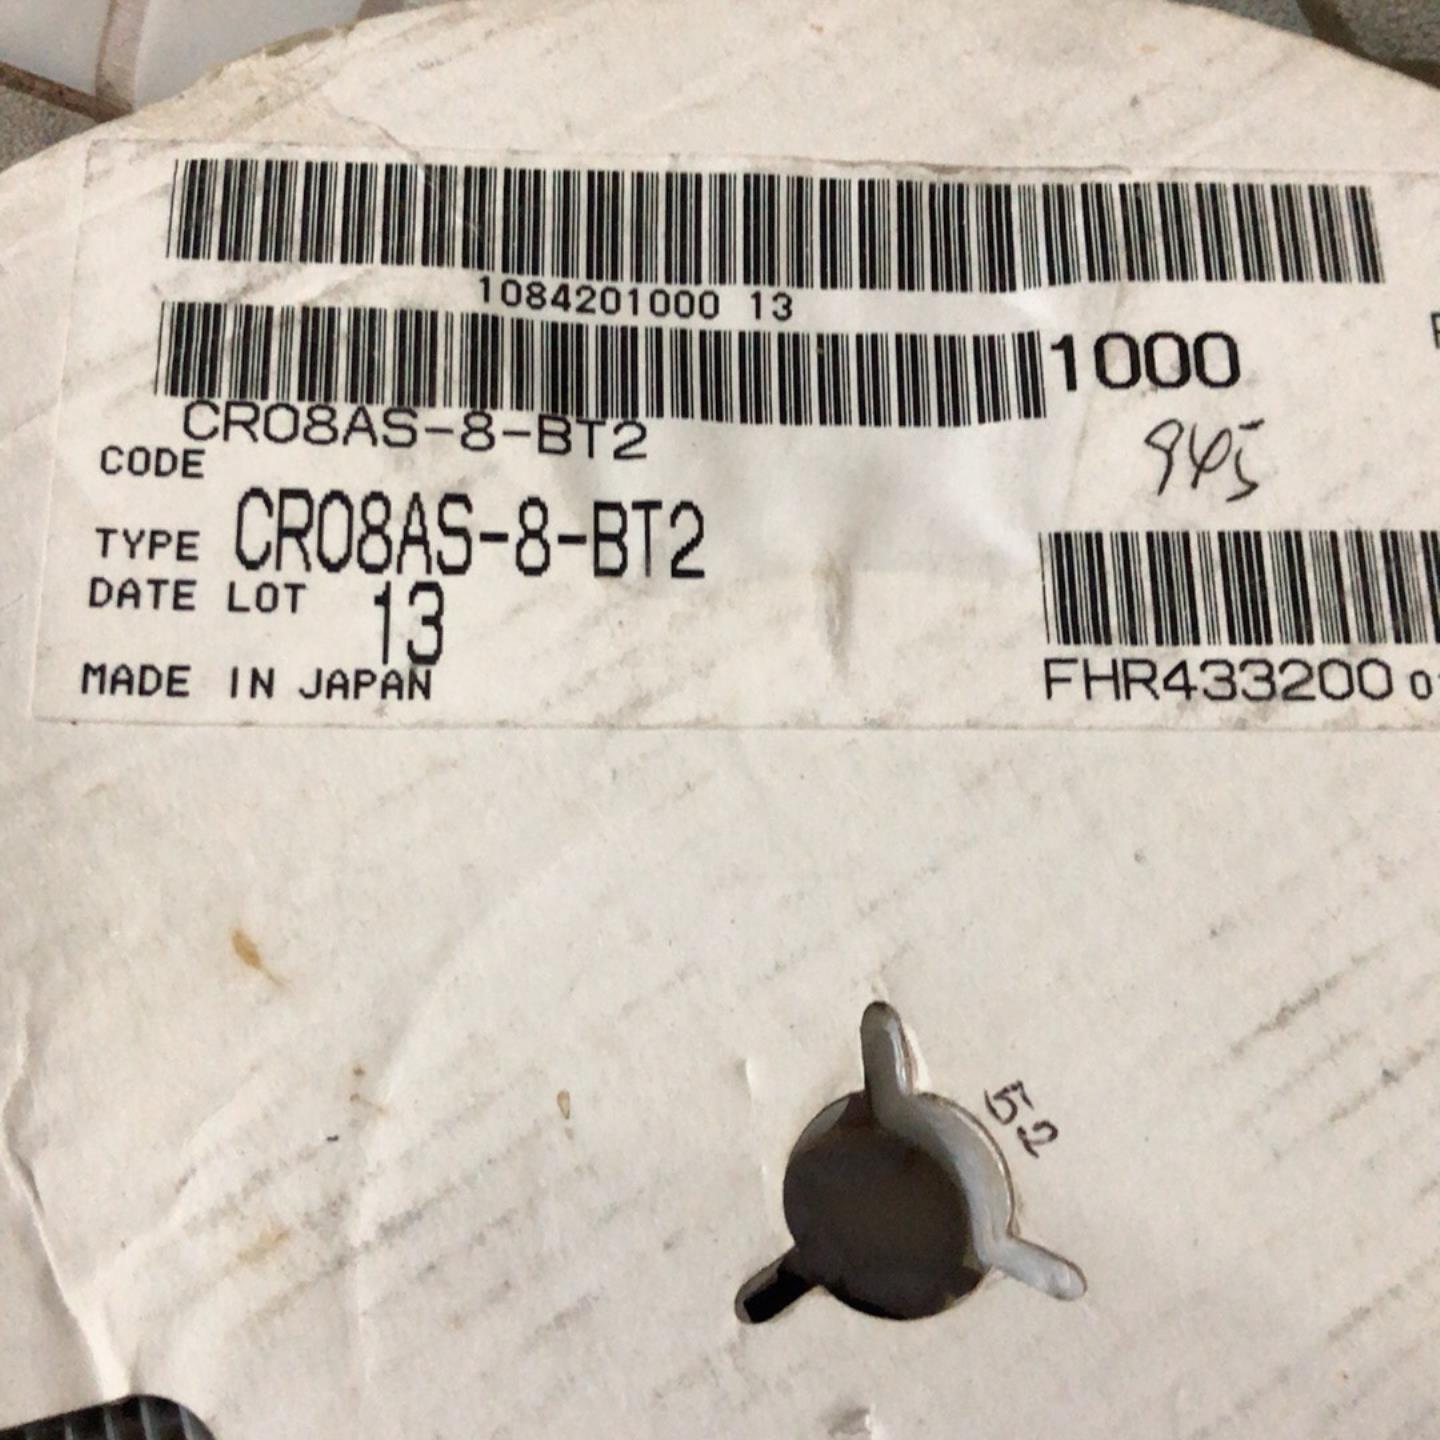 1084201000 13
1000
CR08AS-8-BT2
945
CODE
TYPE CR08AS-8-BT2
DATE LOT 13
MADE IN JAPAN
FHR433200
52